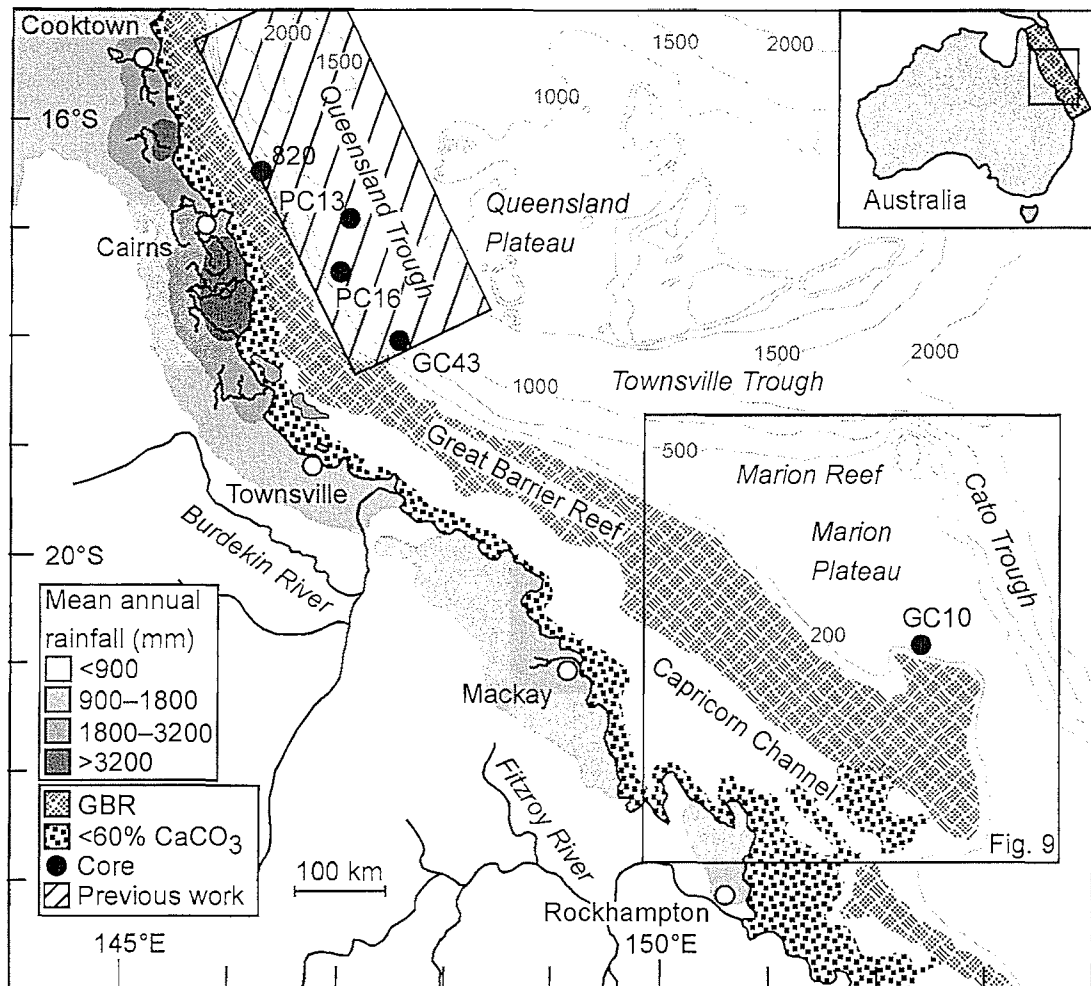 Cooktown
2000
1500
1500
2000
1000
16°S
Queensland Trough
820
PC13
Queensland
Plateau
Australia
Cairns
PC16
GC43
1500
2000
1000
Townsville Trough
500
Marion Reef
Great Barrier Reef
Cato Trough
Townsville
Burdekin River
Marion
Plateau
20°S
Mean annual
rainfall (mm)
<900
900–1800
1800–3200
>3200
GC10
200
Mackay
Capricorn Channel
Fitzroy River
GBR
<60% CaCO3
Core
Previous work
100 km
Fig. 9
Rockhampton
145°E
150°E